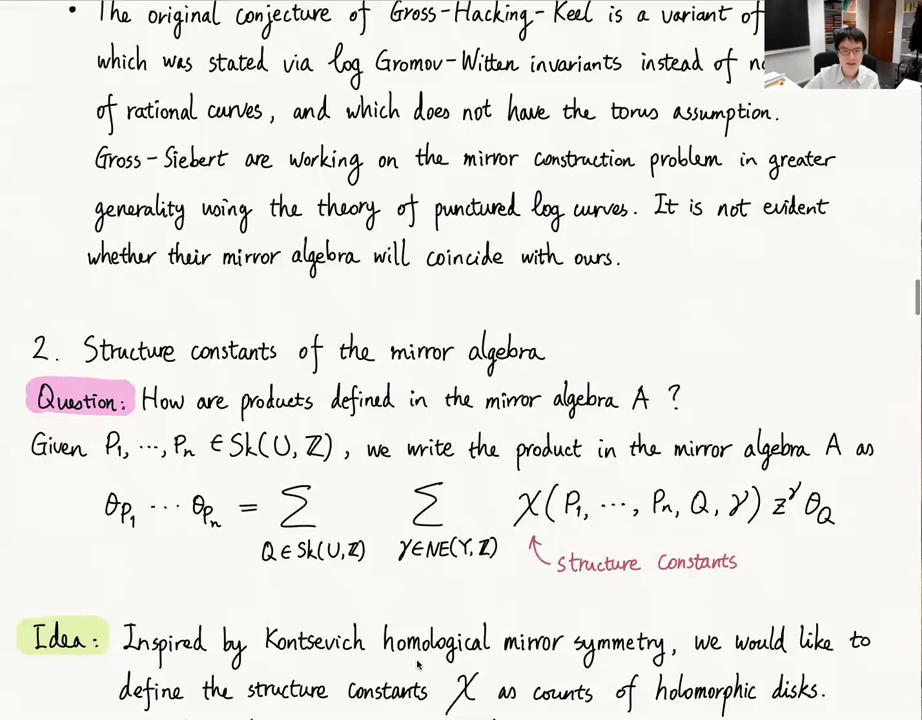 • The original conjecture of Gross-Hacking-Keel is a variant of
which was stated via log Gromov-Witten invariants instead of
of rational curves, and which does not have the torus assumption.
Gross-Siebert are working on the mirror construction problem in greater
generality using the theory of punctured log curves. It is not evident
whether their mirror algebra will coincide with ours.
2. Structure constants of the mirror algebra
Question: How are products defined in the mirror algebra A ?
Given P₁, ..., Pₙ ∈ Sk(U, ℤ), we write the product in the mirror algebra A as
θ_P₁ ... θ_Pₙ = Σ Σ χ(P₁, ..., Pₙ, Q, γ) z^γ θ_Q
Q ∈ Sk(U, ℤ) γ ∈ NE(Y, ℤ)
structure constants
Idea: Inspired by Kontsevich homological mirror symmetry, we would like to
define the structure constants χ as counts of holomorphic disks.